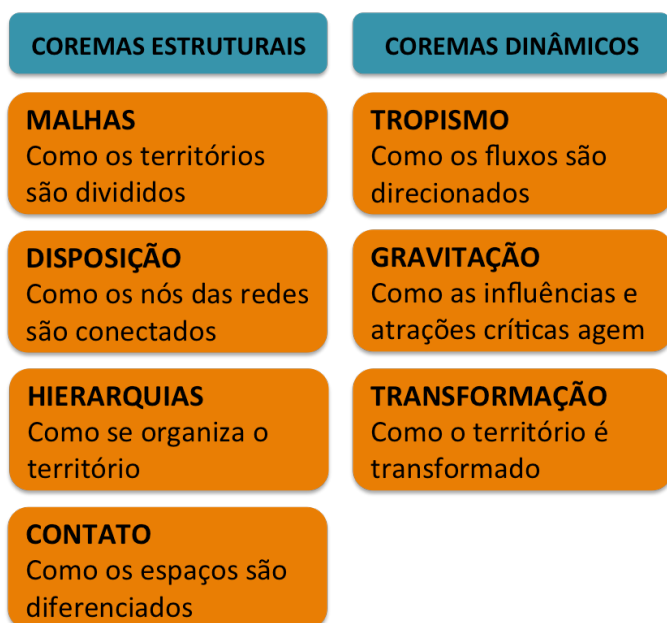 COREMAS ESTRUTURAIS
MALHAS
Como os territórios
são divididos
DISPOSIÇÃO
Como os nós das redes
são conectados
HIERARQUIAS
Como se organiza o
território
CONTATO
Como os espaços são
diferenciados
COREMAS DINÂMICOS
TROPISMO
Como os fluxos são
direcionados
GRAVITAÇÃO
Como as influências e
atrações críticas agem
TRANSFORMAÇÃO
Como o território é
transformado